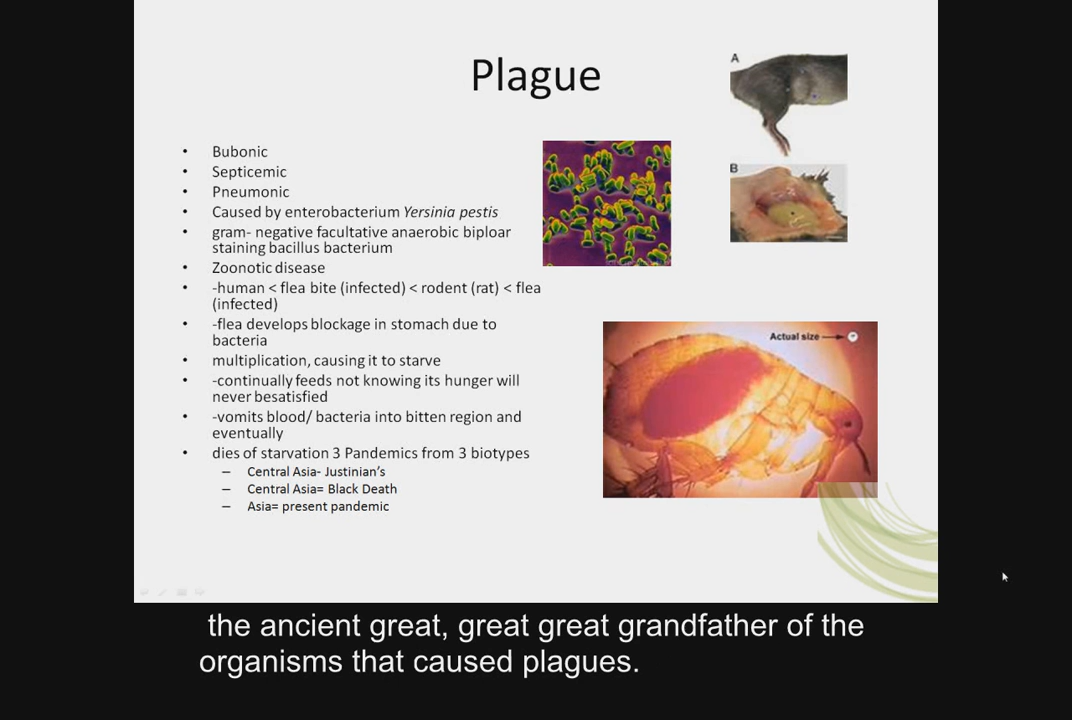 Plague
A
B
• Bubonic
• Septicemic
• Pneumonic
• Caused by enterobacterium Yersinia pestis
• gram- negative facultative anaerobic biploar
staining bacillus bacterium
• Zoonotic disease
• -human < flea bite (infected) < rodent (rat) < flea
(infected)
• -flea develops blockage in stomach due to
bacteria
• multiplication, causing it to starve
• -continually feeds not knowing its hunger will
never besatisfied
• -vomits blood/ bacteria into bitten region and
eventually
• dies of starvation 3 Pandemics from 3 biotypes
– Central Asia- Justinian’s
– Central Asia= Black Death
– Asia= present pandemic
Actual size
the ancient great, great great grandfather of the
organisms that caused plagues.